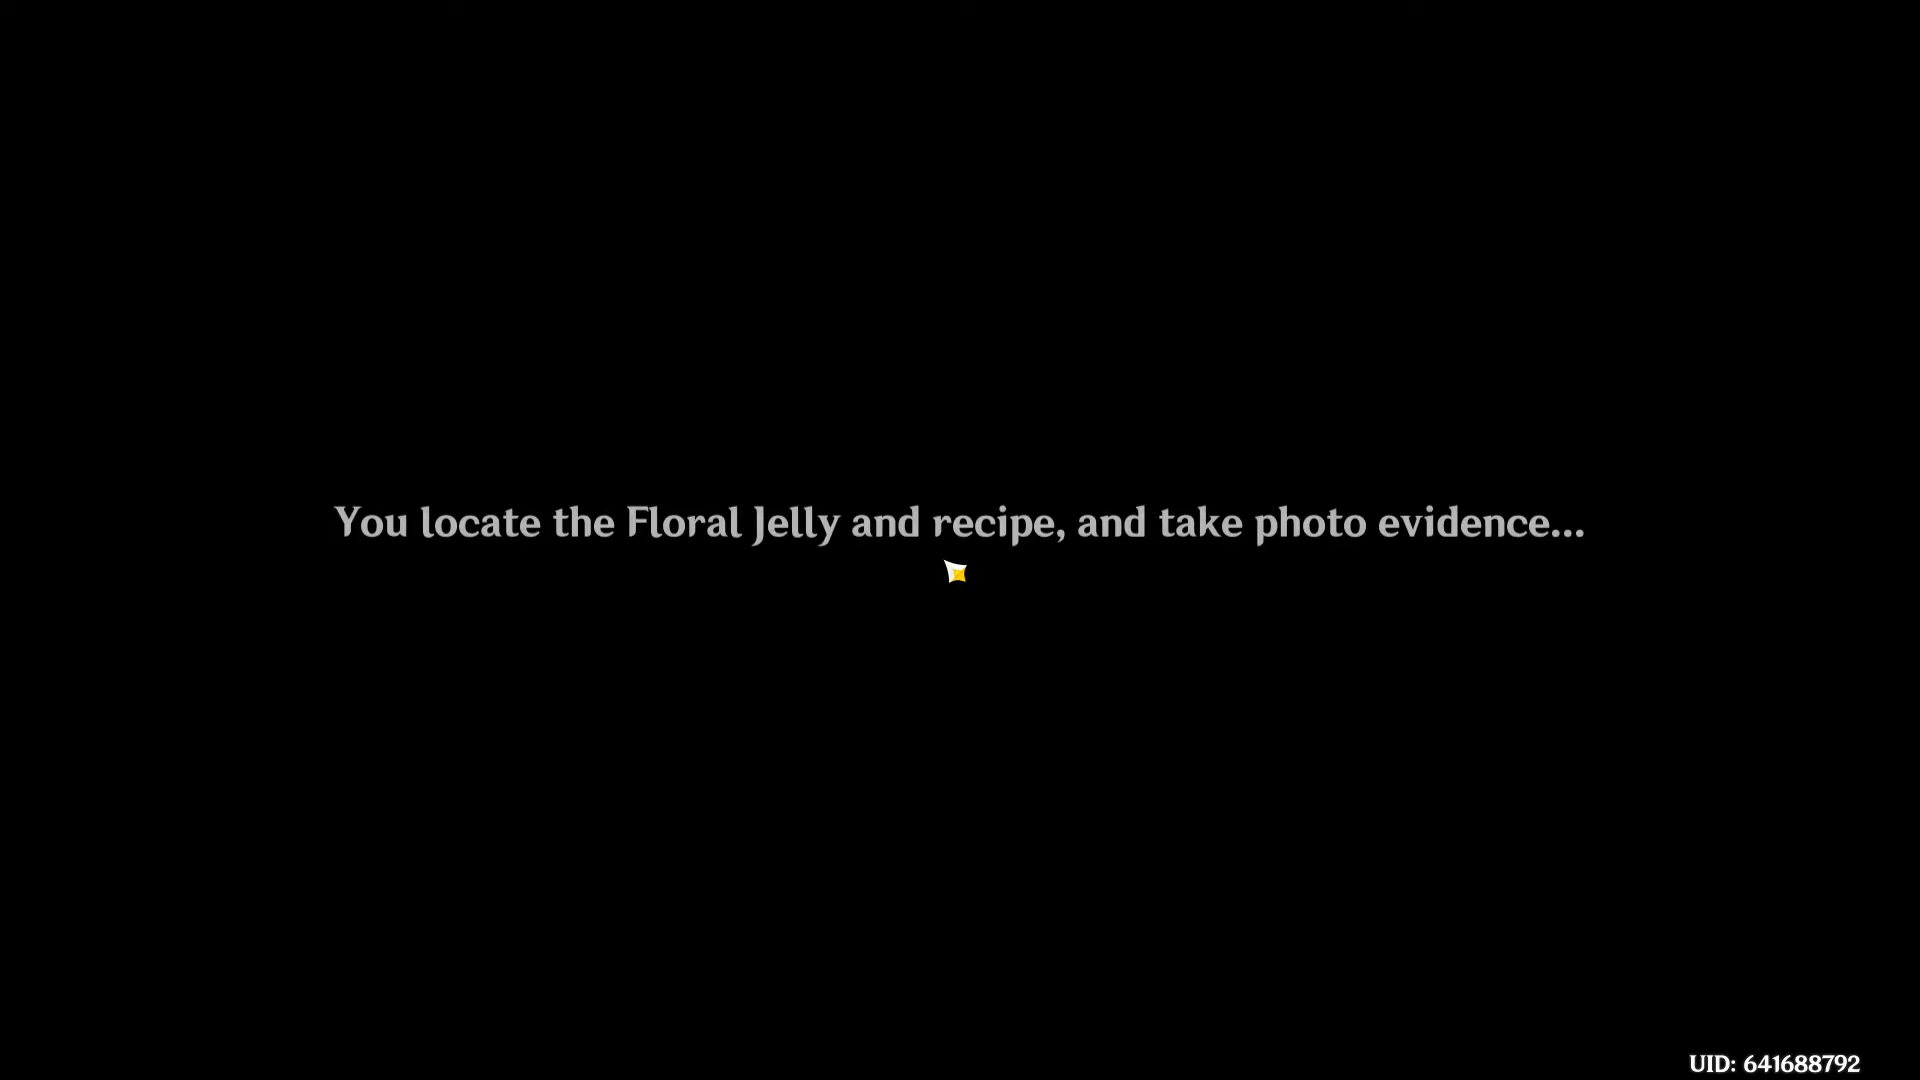 You locate the Floral Jelly and recipe, and take photo evidence...
UID: 641688792